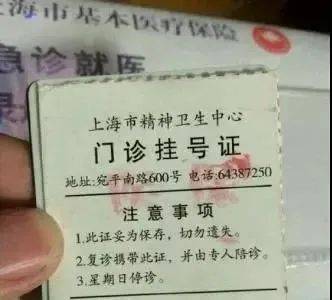 上海市基本医疗保险
急诊就医
上海市精神卫生中心
门诊挂号证
地址:宛平南路600号 电话:64387250
注意事项
1.此证妥为保存，切勿遗失。
2.复诊携带此证，并由专人陪诊。
3.星期日停诊。